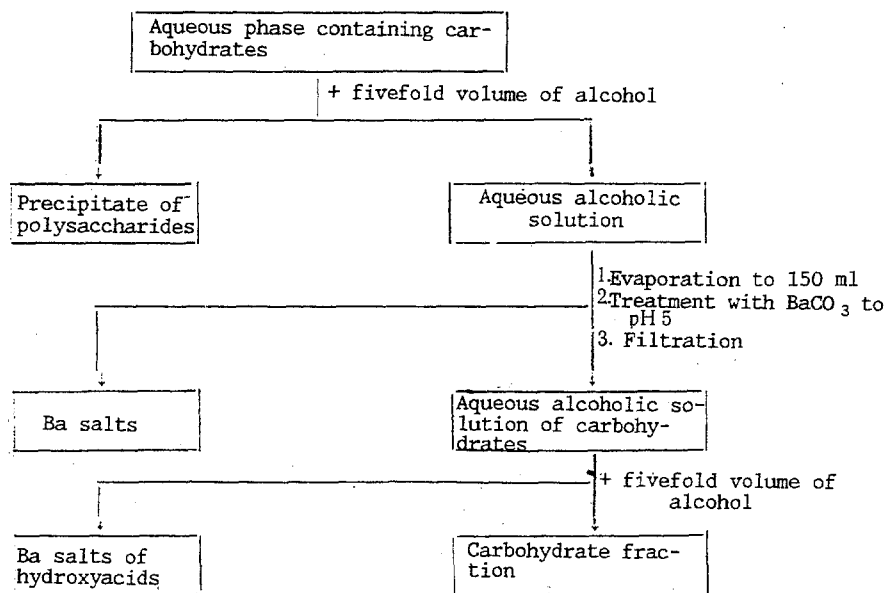 Aqueous phase containing car-
bohydrates
+ fivefold volume of alcohol
Precipitate of
polysaccharides
Aqueous alcoholic
solution
1.Evaporation to 150 ml
2.Treatment with BaCO3 to
pH 5
3. Filtration
Ba salts
Aqueous alcoholic so-
lution of carbohy-
drates
+ fivefold volume of
alcohol
Ba salts of
hydroxyacids
Carbohydrate frac-
tion